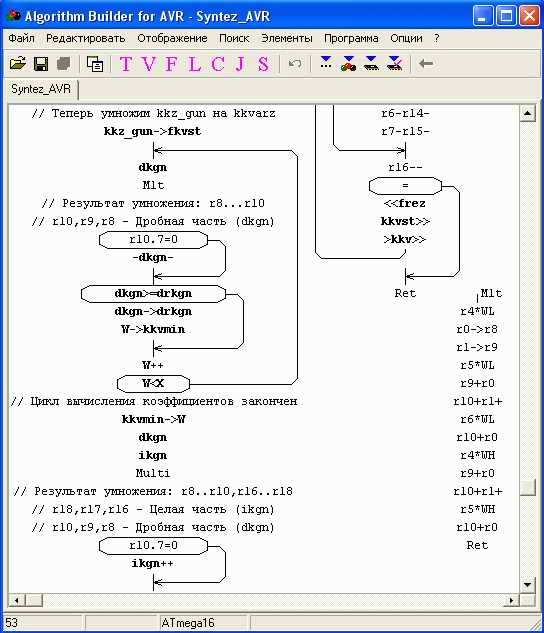 Algorithm Builder for AVR - Syntez_AVR
Файл Редактировать Отображение Поиск Элементы Программа Опции ?
T V F L C J S
Syntez_AVR
// Теперь умножим kkz_gun на kkvarz
kkz_gun->fkvst
dkgn
Mlt
// Результат умножения: r8...r10
// r10,r9,r8 - Дробная часть (dkgn)
r10.7=0
-dkgn-
dkgn>=drkgn
dkgn->drkgn
W->kkvmin
W++
W<X
// Цикл вычисления коэффициентов закончен
kkvmin->W
dkgn
ikgn
Multi
// Результат умножения: r8..r10,r16..r18
// r18,r17,r16 - Целая часть (ikgn)
// r10,r9,r8 - Дробная часть (dkgn)
r10.7=0
ikgn++
r6-r14-
r7-r15-
r16--
=
<<frez
kkvst>>
>kkv>>
Ret
Mlt
r4*WL
r0->r8
r1->r9
r5*WL
r9+r0
r10+r1+
r6*WL
r10+r0
r4*WH
r9+r0
r10+r1+
r5*WH
r10+r0
Ret
53
ATmega16